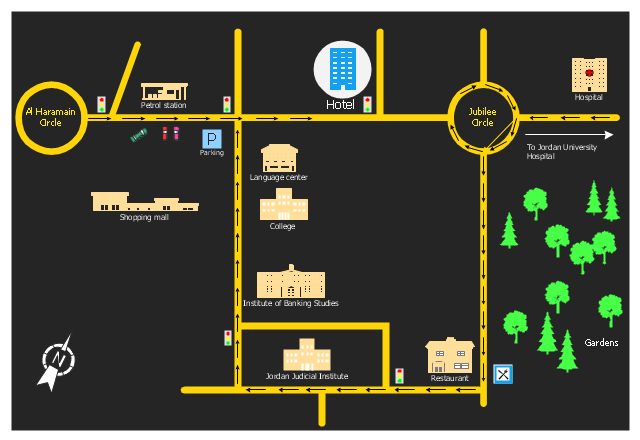 Hospital
Petrol station
Hotel
Al Haramain
Circle
Jubilee
Circle
P
Parking
To Jordan University
Hospital
Language center
Shopping mall
College
Institute of Banking Studies
Gardens
N
Jordan Judicial Institute
Restaurant